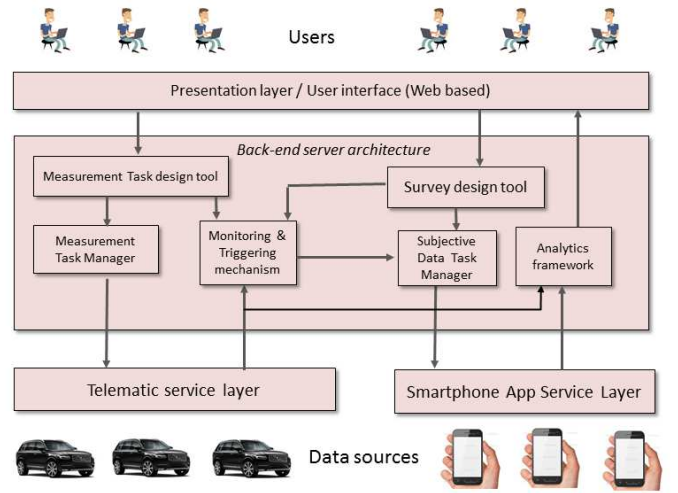 Users
Presentation layer / User interface (Web based)
Back-end server architecture
Measurement Task design tool
Survey design tool
Measurement
Task Manager
Monitoring &
Triggering
mechanism
Subjective
Data Task
Manager
Analytics
framework
Telematic service layer
Smartphone App Service Layer
Data sources